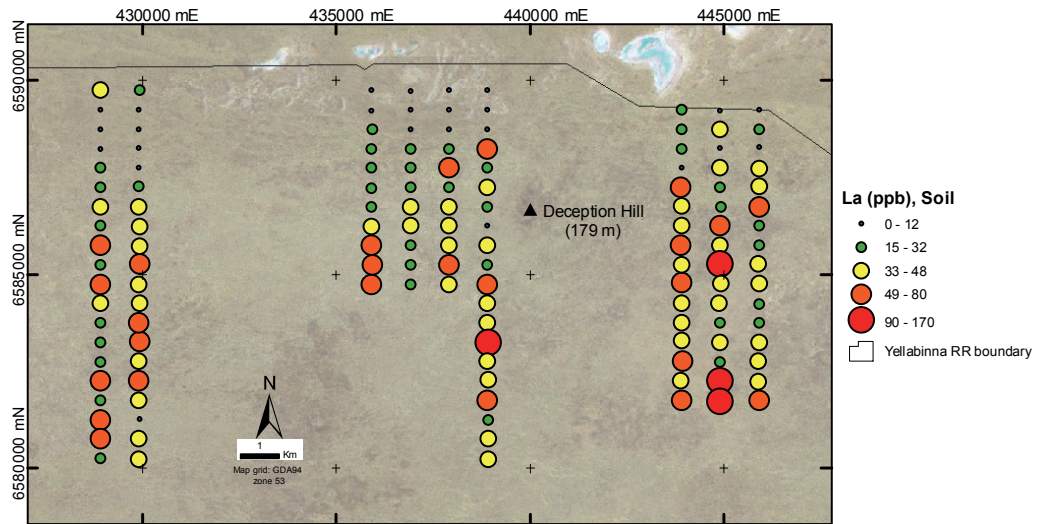 430000 mE
435000 mE
440000 mE
445000 mE
6590000 mN
6585000 mN
6580000 mN
Deception Hill
(179 m)
N
1
Km
Map grid: GDA94
zone 53
La (ppb), Soil
0 - 12
15 - 32
33 - 48
49 - 80
90 - 170
Yellabinna RR boundary